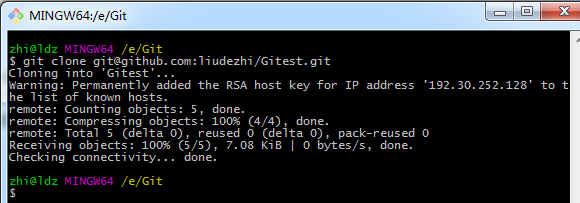 MINGW64:/e/Git
zhi@ldz MINGW64 /e/Git
$ git clone git@github.com:liudezhi/Gitest.git
Cloning into 'Gitest'...
Warning: Permanently added the RSA host key for IP address '192.30.252.128' to t
he list of known hosts.
remote: Counting objects: 5, done.
remote: Compressing objects: 100% (4/4), done.
remote: Total 5 (delta 0), reused 0 (delta 0), pack-reused 0
Receiving objects: 100% (5/5), 7.08 KiB | 0 bytes/s, done.
Checking connectivity... done.
zhi@ldz MINGW64 /e/Git
$